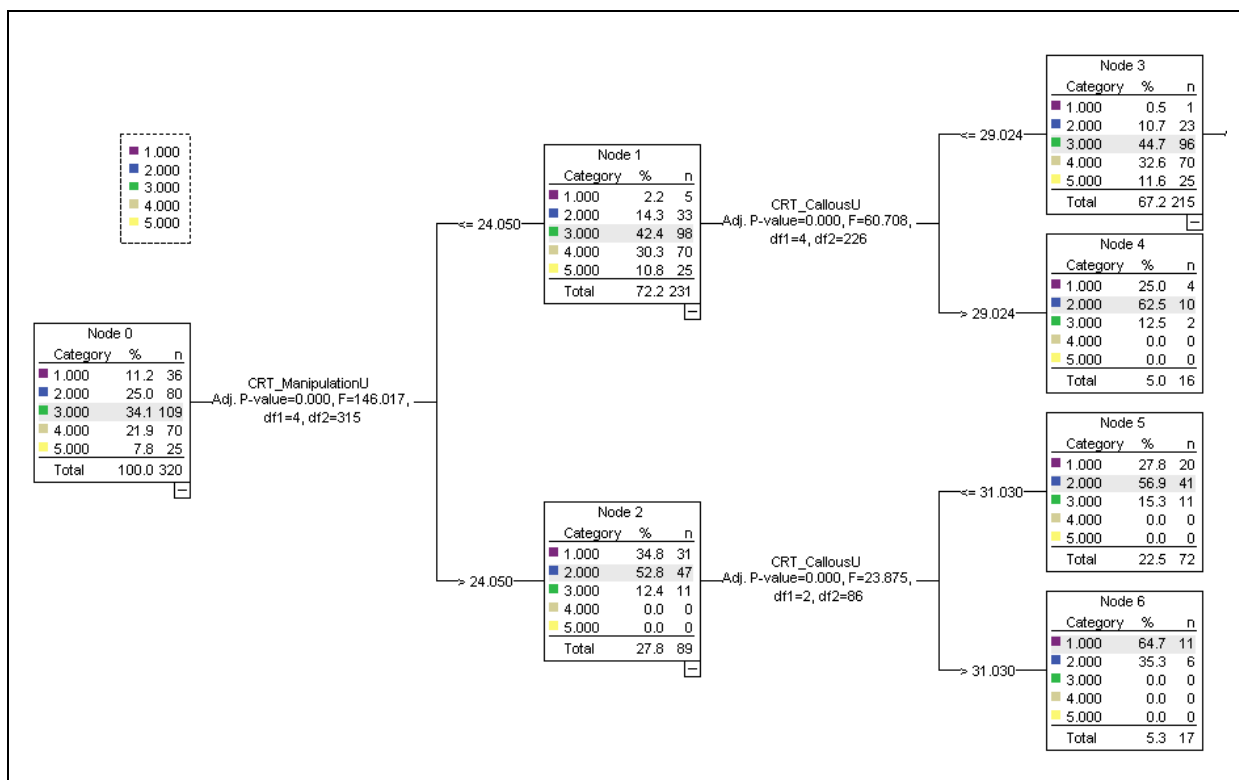 1.000
2.000
3.000
4.000
5.000
Node 0
Category % n
1.000 11.2 36
2.000 25.0 80
3.000 34.1 109
4.000 21.9 70
5.000 7.8 25
Total 100.0 320
CRT_ManipulationU
Adj. P-value=0.000, F=146.017,
df1=4, df2=315
<= 24.050
Node 1
Category % n
1.000 2.2 5
2.000 14.3 33
3.000 42.4 98
4.000 30.3 70
5.000 10.8 25
Total 72.2 231
CRT_CallousU
Adj. P-value=0.000, F=60.708,
df1=4, df2=226
<= 29.024
Node 3
Category % n
1.000 0.5 1
2.000 10.7 23
3.000 44.7 96
4.000 32.6 70
5.000 11.6 25
Total 67.2 215
> 29.024
Node 4
Category % n
1.000 25.0 4
2.000 62.5 10
3.000 12.5 2
4.000 0.0 0
5.000 0.0 0
Total 5.0 16
> 24.050
Node 2
Category % n
1.000 34.8 31
2.000 52.8 47
3.000 12.4 11
4.000 0.0 0
5.000 0.0 0
Total 27.8 89
CRT_CallousU
Adj. P-value=0.000, F=23.875,
df1=2, df2=86
<= 31.030
Node 5
Category % n
1.000 27.8 20
2.000 56.9 41
3.000 15.3 11
4.000 0.0 0
5.000 0.0 0
Total 22.5 72
> 31.030
Node 6
Category % n
1.000 64.7 11
2.000 35.3 6
3.000 0.0 0
4.000 0.0 0
5.000 0.0 0
Total 5.3 17